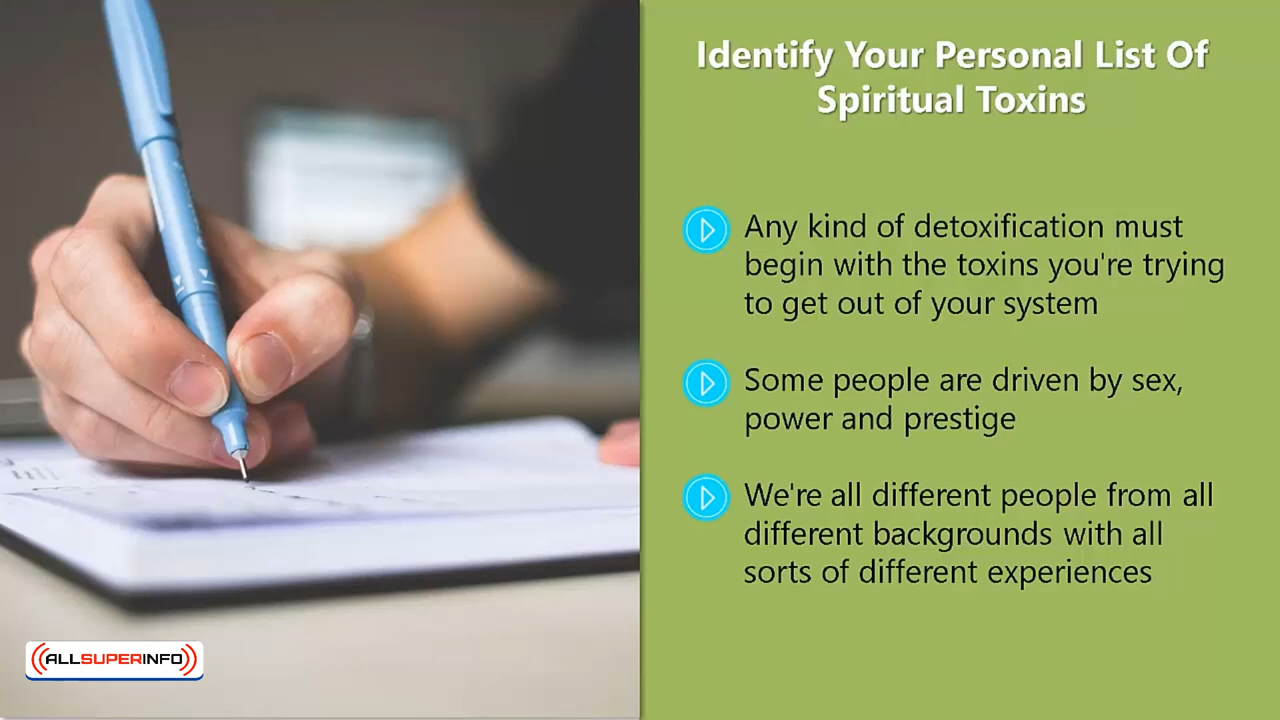 Identify Your Personal List Of
Spiritual Toxins
Any kind of detoxification must
begin with the toxins you're trying
to get out of your system
Some people are driven by sex,
power and prestige
We're all different people from all
different backgrounds with all
sorts of different experiences
ALLSUPERINFO